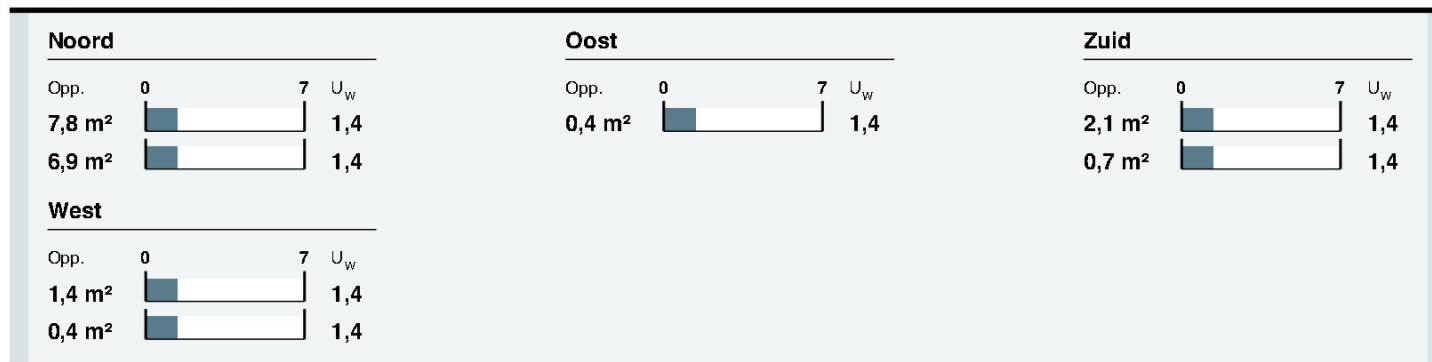 Noord
Opp. 0 7 Uw
7,8 m² 1,4
6,9 m² 1,4
Oost
Opp. 0 7 Uw
0,4 m² 1,4
Zuid
Opp. 0 7 Uw
2,1 m² 1,4
0,7 m² 1,4
West
Opp. 0 7 Uw
1,4 m² 1,4
0,4 m² 1,4